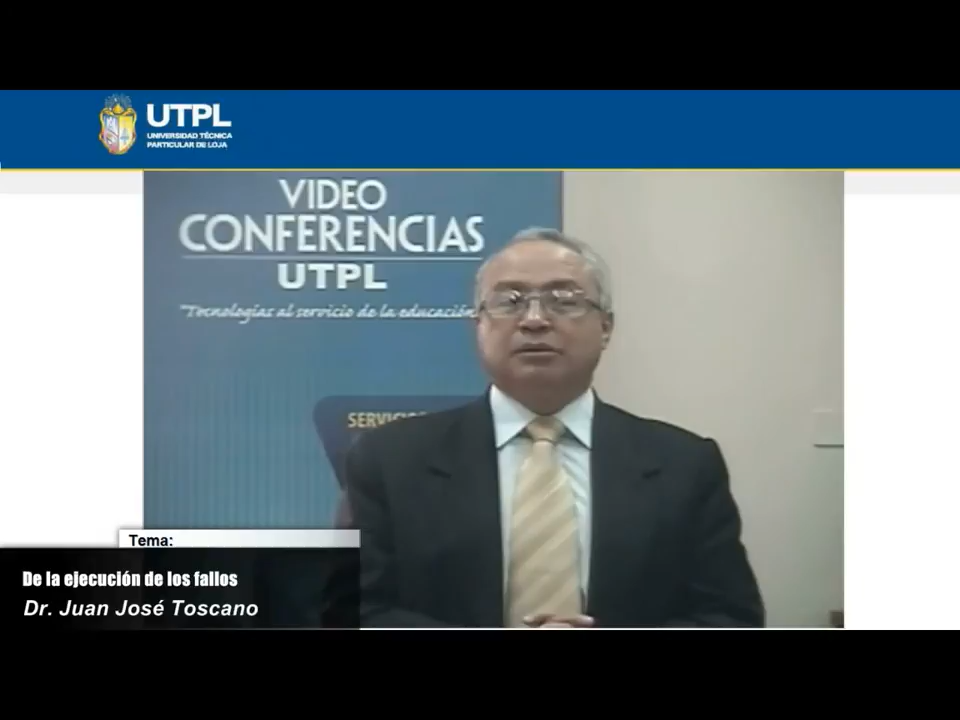 UTPL
UNIVERSIDAD TÉCNICA
PARTICULAR DE LOJA
VIDEO
CONFERENCIAS
UTPL
"Tecnologías al servicio de la educación
Tema:
De la ejecución de los fallos
Dr. Juan José Toscano